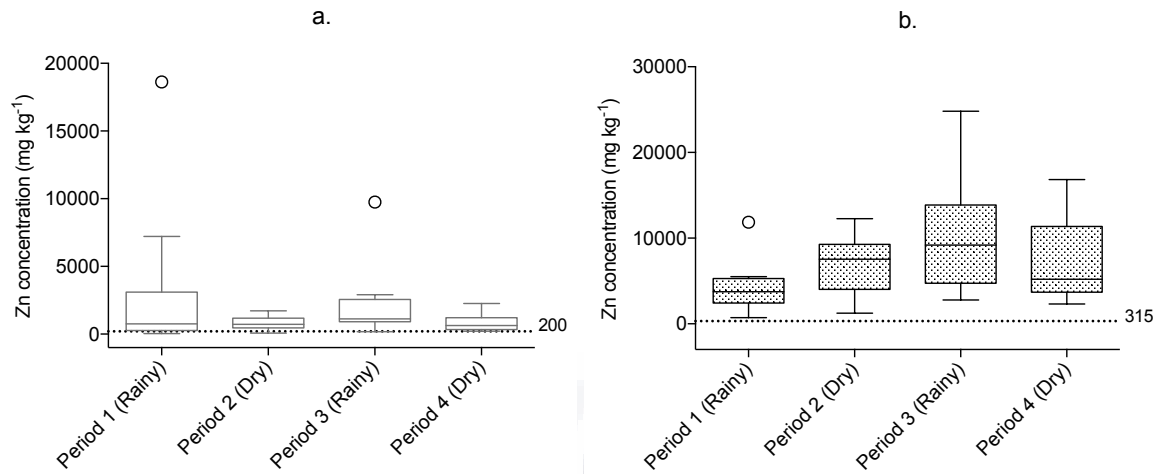 a.
Zn concentration (mg kg-1)
20000
15000
10000
5000
0
200
Period 1 (Rainy)
Period 2 (Dry)
Period 3 (Rainy)
Period 4 (Dry)
b.
Zn concentration (mg kg-1)
30000
20000
10000
0
315
Period 1 (Rainy)
Period 2 (Dry)
Period 3 (Rainy)
Period 4 (Dry)